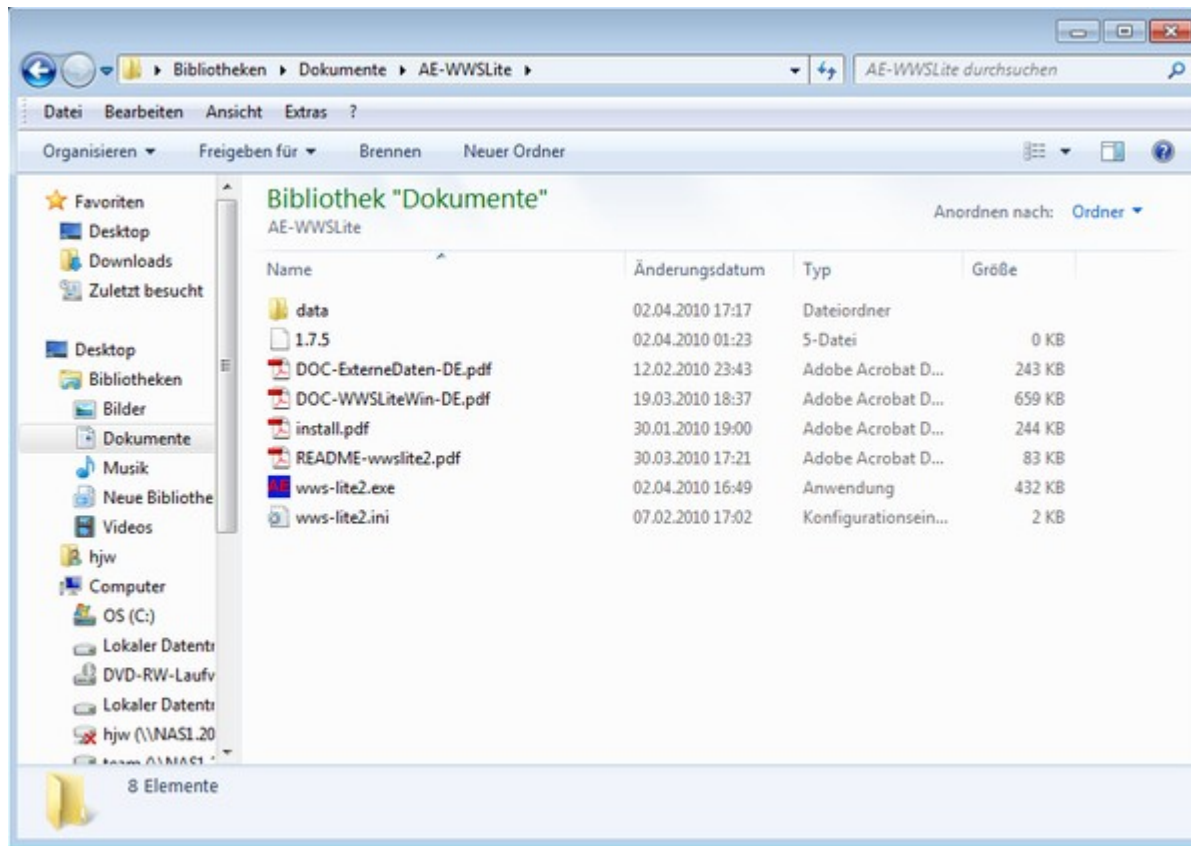 Bibliotheken Dokumente AE-WWSLite AE-WWSLite durchsuchen
Datei Bearbeiten Ansicht Extras ?
Organisieren Freigeben für Brennen Neuer Ordner
Favoriten
Desktop
Downloads
Zuletzt besucht
Desktop
Bibliotheken
Bilder
Dokumente
Musik
Neue Bibliothe
Videos
hjw
Computer
OS (C:)
Lokaler Datentr
DVD-RW-Laufv
Lokaler Datentr
hjw (\\NAS1.20
Bibliothek "Dokumente"
AE-WWSLite
Anordnen nach: Ordner
Name Änderungsdatum Typ Größe
data 02.04.2010 17:17 Dateiordner
1.7.5 02.04.2010 01:23 5-Datei 0 KB
DOC-ExterneDaten-DE.pdf 12.02.2010 23:43 Adobe Acrobat D... 243 KB
DOC-WWSLiteWin-DE.pdf 19.03.2010 18:37 Adobe Acrobat D... 659 KB
install.pdf 30.01.2010 19:00 Adobe Acrobat D... 244 KB
README-wwslite2.pdf 30.03.2010 17:21 Adobe Acrobat D... 83 KB
AE wws-lite2.exe 02.04.2010 16:49 Anwendung 432 KB
wws-lite2.ini 07.02.2010 17:02 Konfigurationsein... 2 KB
8 Elemente